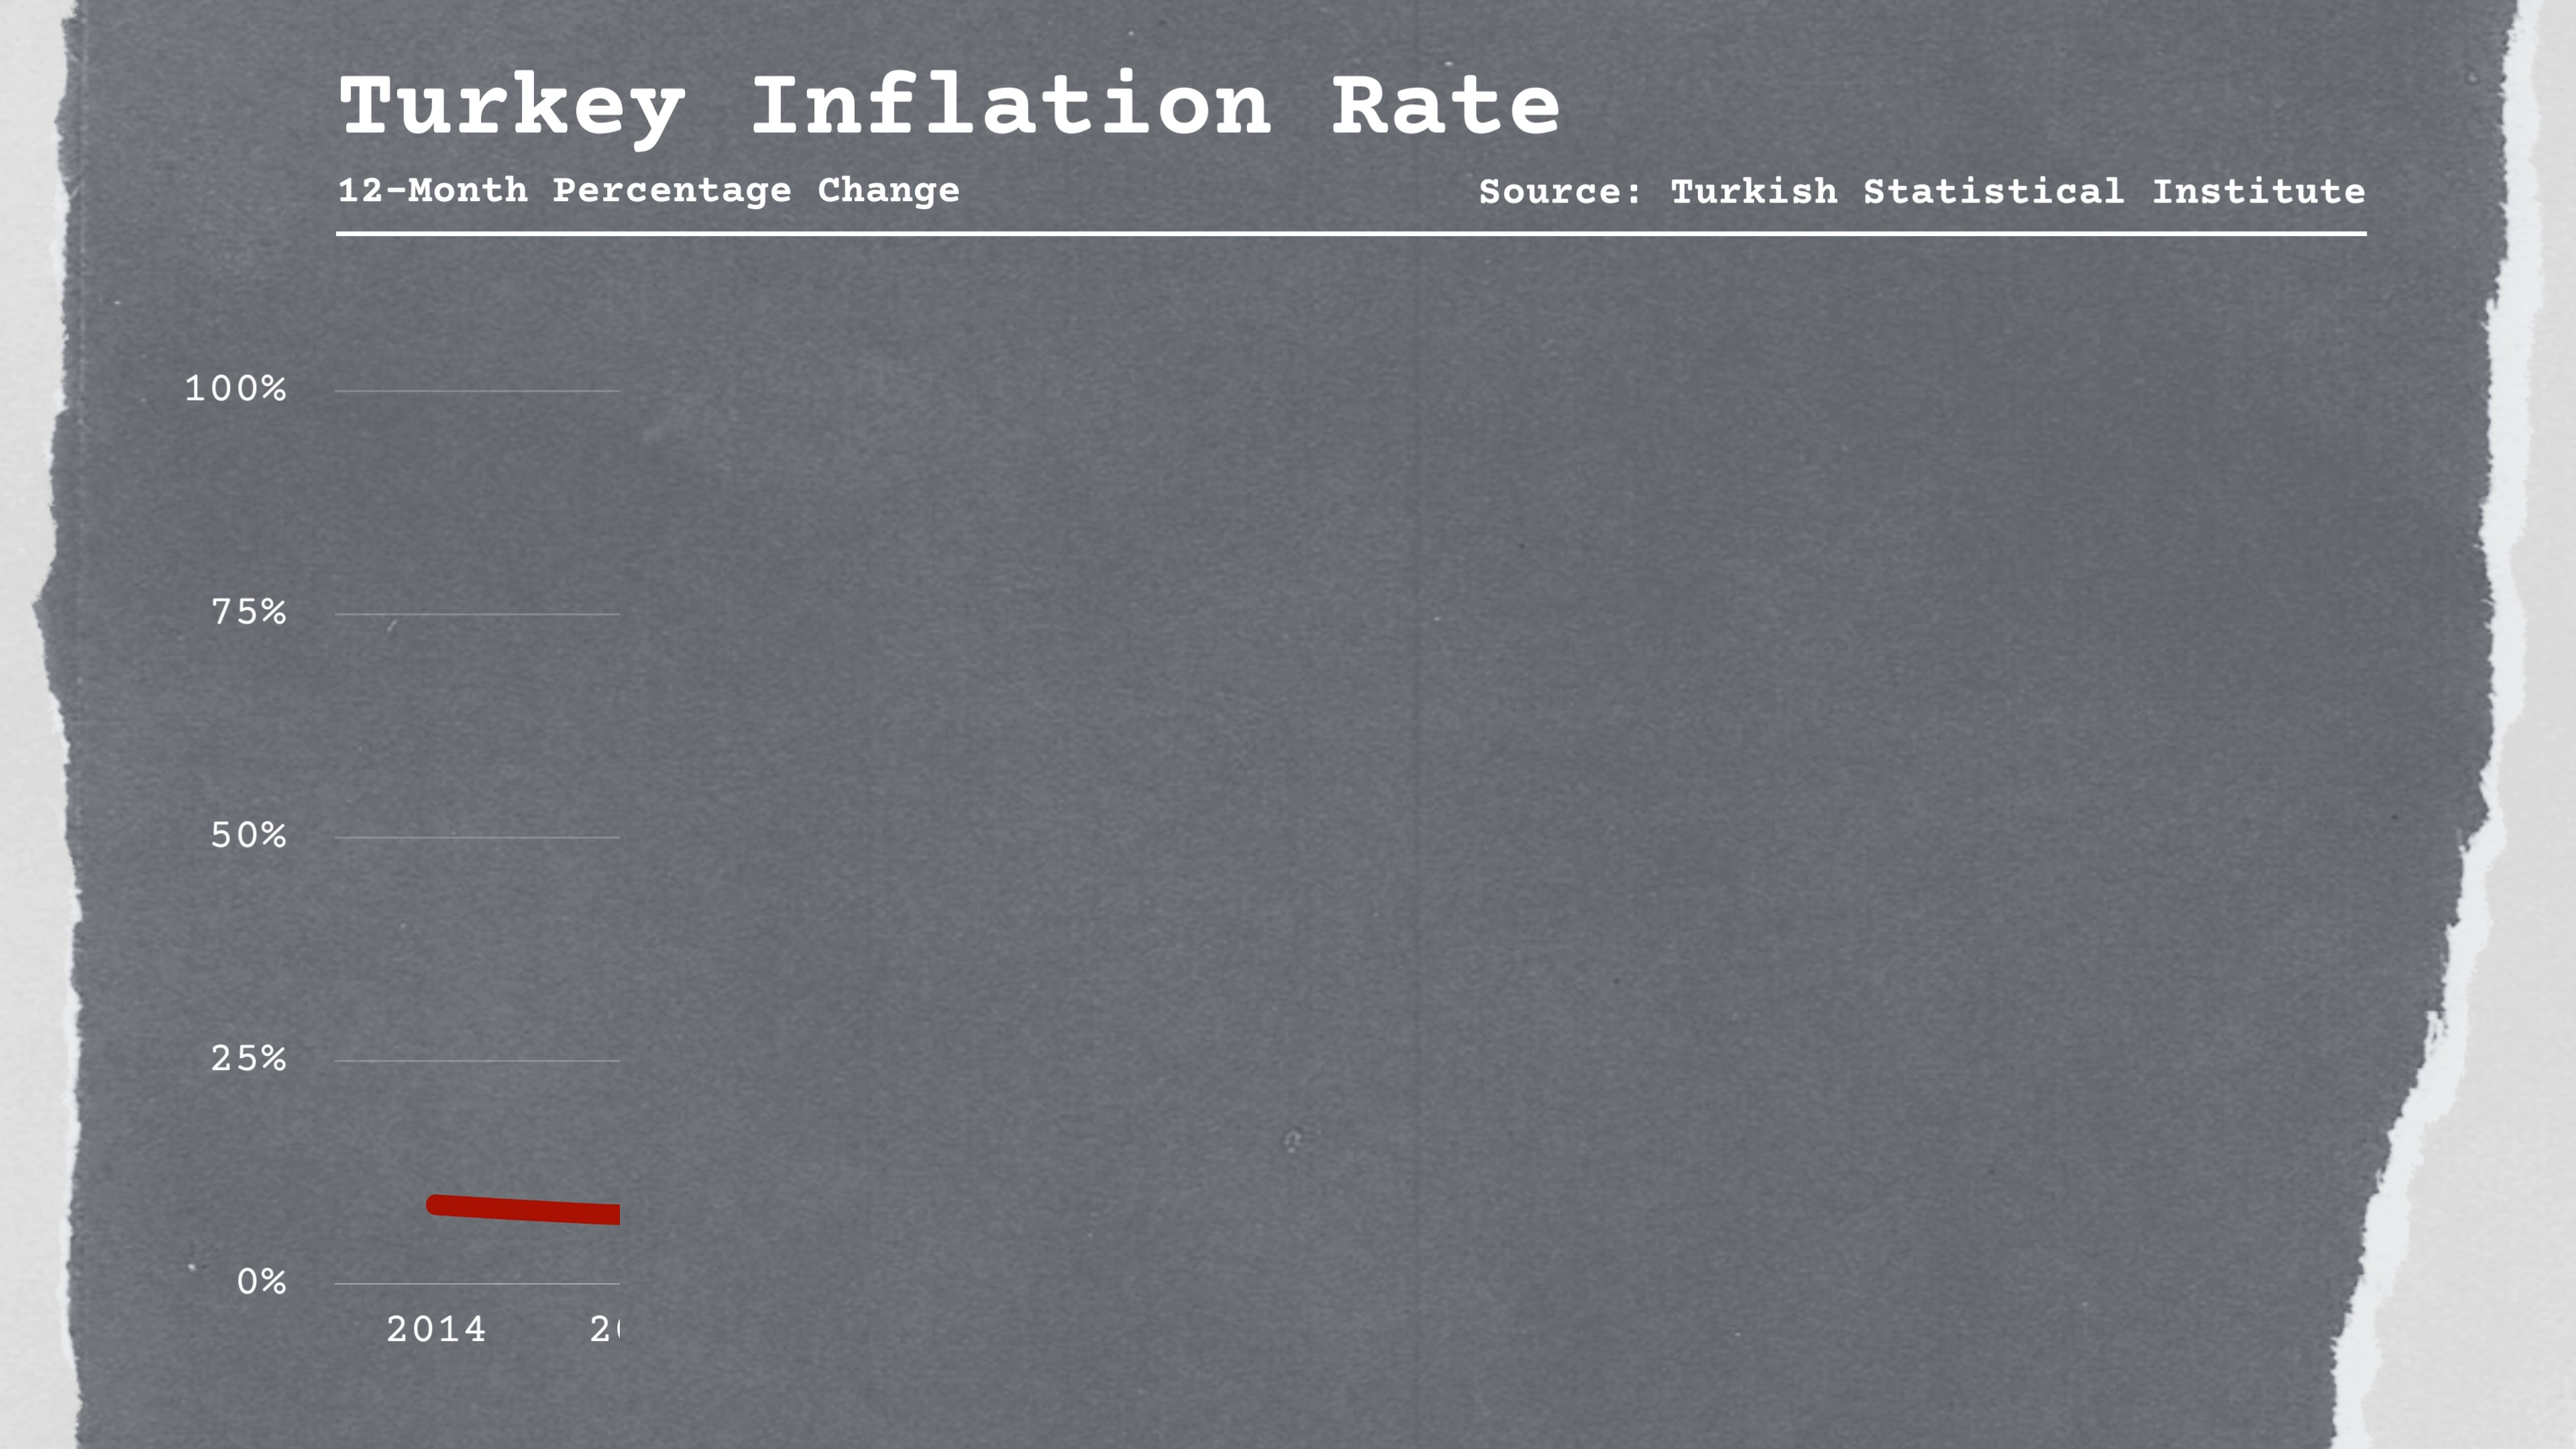 Turkey Inflation Rate
12-Month Percentage Change
Source: Turkish Statistical Institute
100%
75%
50%
25%
0%
2014